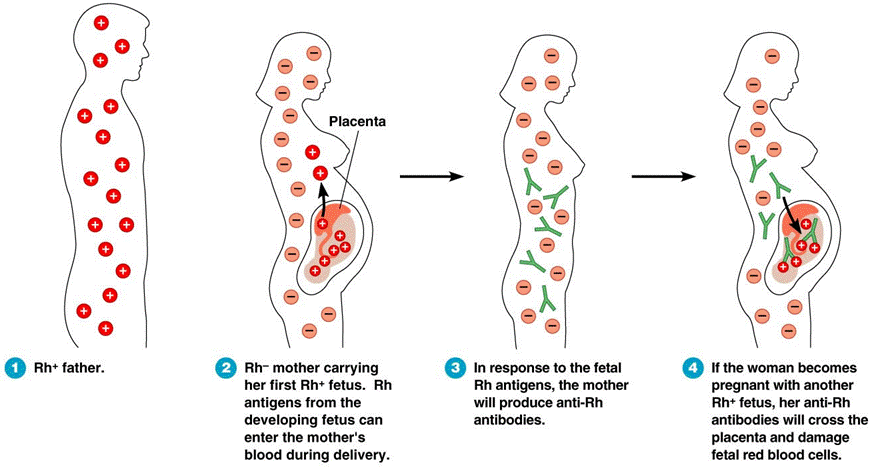 Placenta
1 Rh⁺ father.
2 Rh⁻ mother carrying
her first Rh⁺ fetus. Rh
antigens from the
developing fetus can
enter the mother's
blood during delivery.
3 In response to the fetal
Rh antigens, the mother
will produce anti-Rh
antibodies.
4 If the woman becomes
pregnant with another
Rh⁺ fetus, her anti-Rh
antibodies will cross the
placenta and damage
fetal red blood cells.